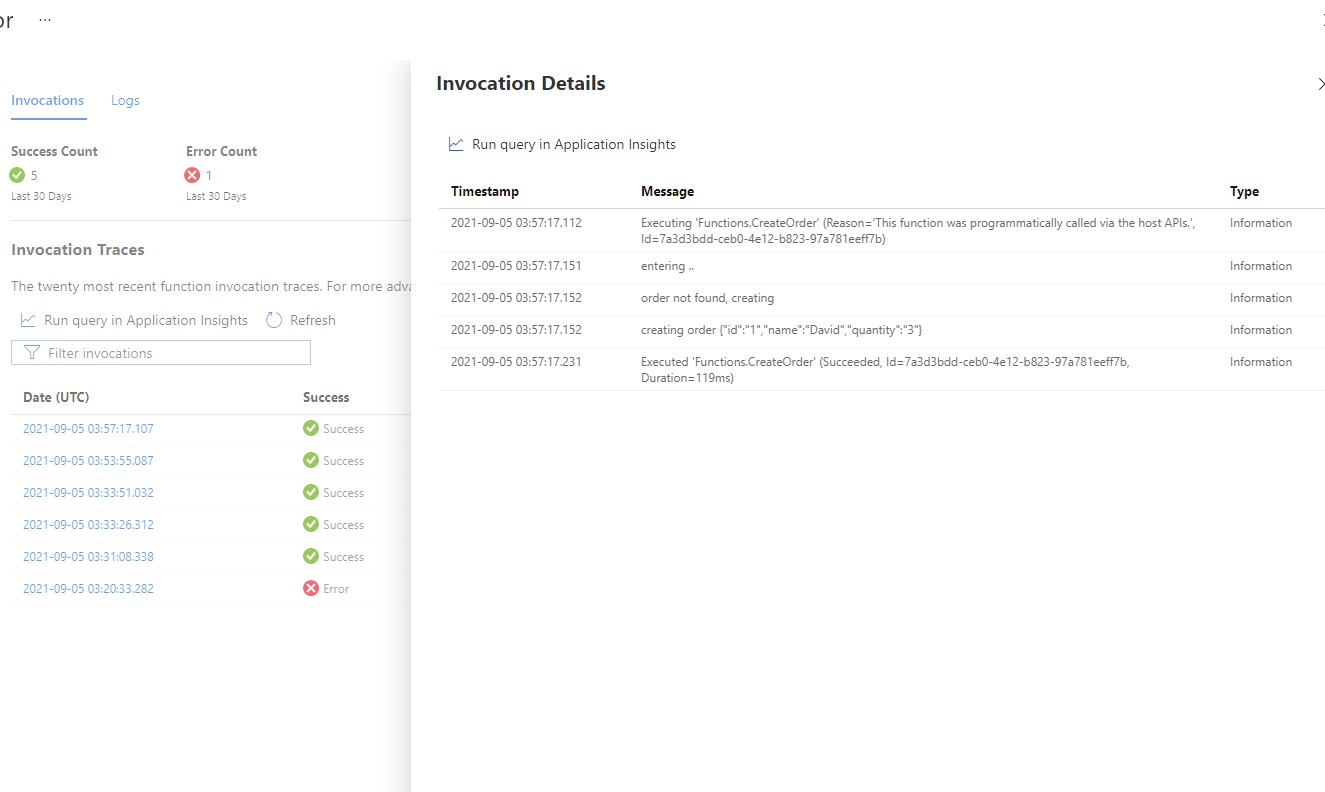 or ...
Invocations Logs
Success Count Error Count
5 1
Last 30 Days Last 30 Days
Invocation Traces
The twenty most recent function invocation traces. For more adva
Run query in Application Insights Refresh
Filter invocations
Date (UTC) Success
2021-09-05 03:57:17.107 Success
2021-09-05 03:53:55.087 Success
2021-09-05 03:33:51.032 Success
2021-09-05 03:33:26.312 Success
2021-09-05 03:31:08.338 Success
2021-09-05 03:20:33.282 Error
Invocation Details
Run query in Application Insights
Timestamp Message Type
2021-09-05 03:57:17.112 Executing 'Functions.CreateOrder' (Reason='This function was programmatically called via the host APIs.', Information
Id=7a3d3bdd-ceb0-4e12-b823-97a781eeff7b)
2021-09-05 03:57:17.151 entering .. Information
2021-09-05 03:57:17.152 order not found, creating Information
2021-09-05 03:57:17.152 creating order {"id":"1","name":"David","quantity":"3"} Information
2021-09-05 03:57:17.231 Executed 'Functions.CreateOrder' (Succeeded, Id=7a3d3bdd-ceb0-4e12-b823-97a781eeff7b, Information
Duration=119ms)